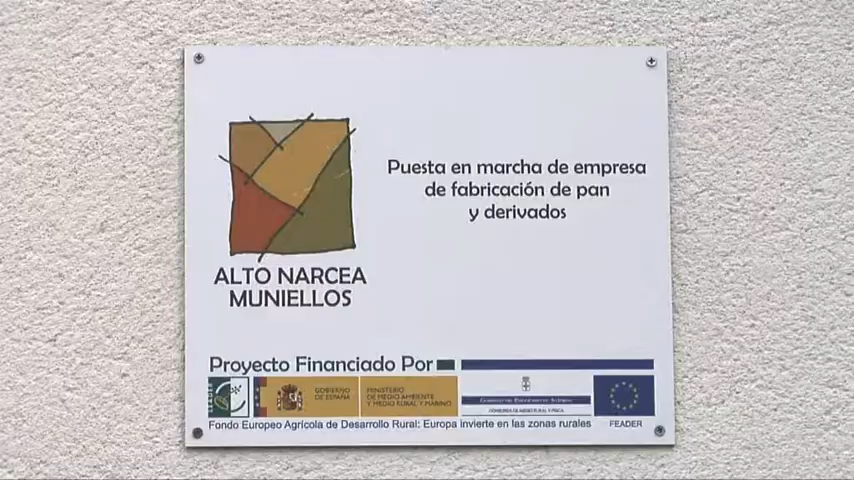 Puesta en marcha de empresa
de fabricación de pan
y derivados
ALTO NARCEA
MUNIELLOS
Proyecto Financiado Por
GOBIERNO
DE ESPAÑA
MINISTERIO
DE MEDIO AMBIENTE
Y MEDIO RURAL Y MARINO
Fondo Europeo Agrícola de Desarrollo Rural: Europa invierte en las zonas rurales
FEADER